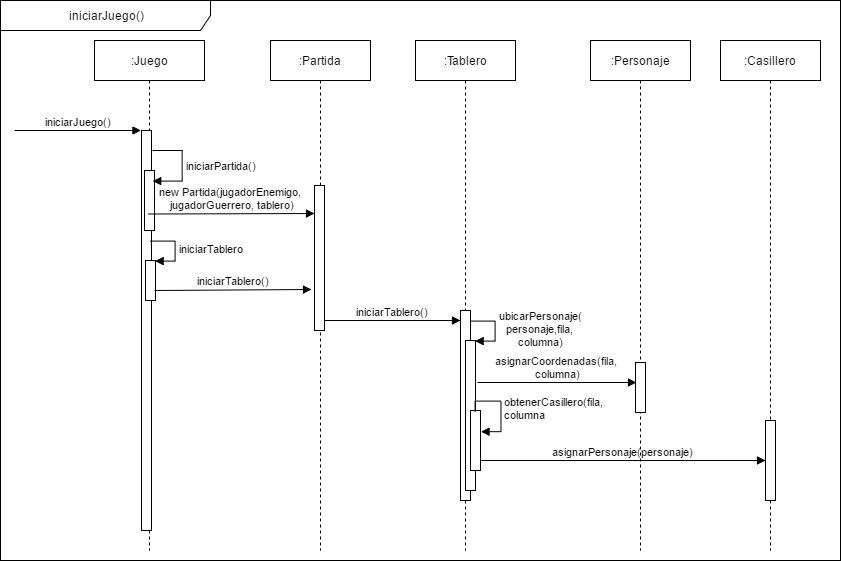 iniciarJuego()
:Juego
:Partida
:Tablero
:Personaje
:Casillero
iniciarJuego()
iniciarPartida()
new Partida(jugadorEnemigo,
jugadorGuerrero, tablero)
iniciarTablero
iniciarTablero()
iniciarTablero()
ubicarPersonaje(
personaje,fila,
columna)
asignarCoordenadas(fila,
columna)
obtenerCasillero(fila,
columna
asignarPersonaje(personaje)